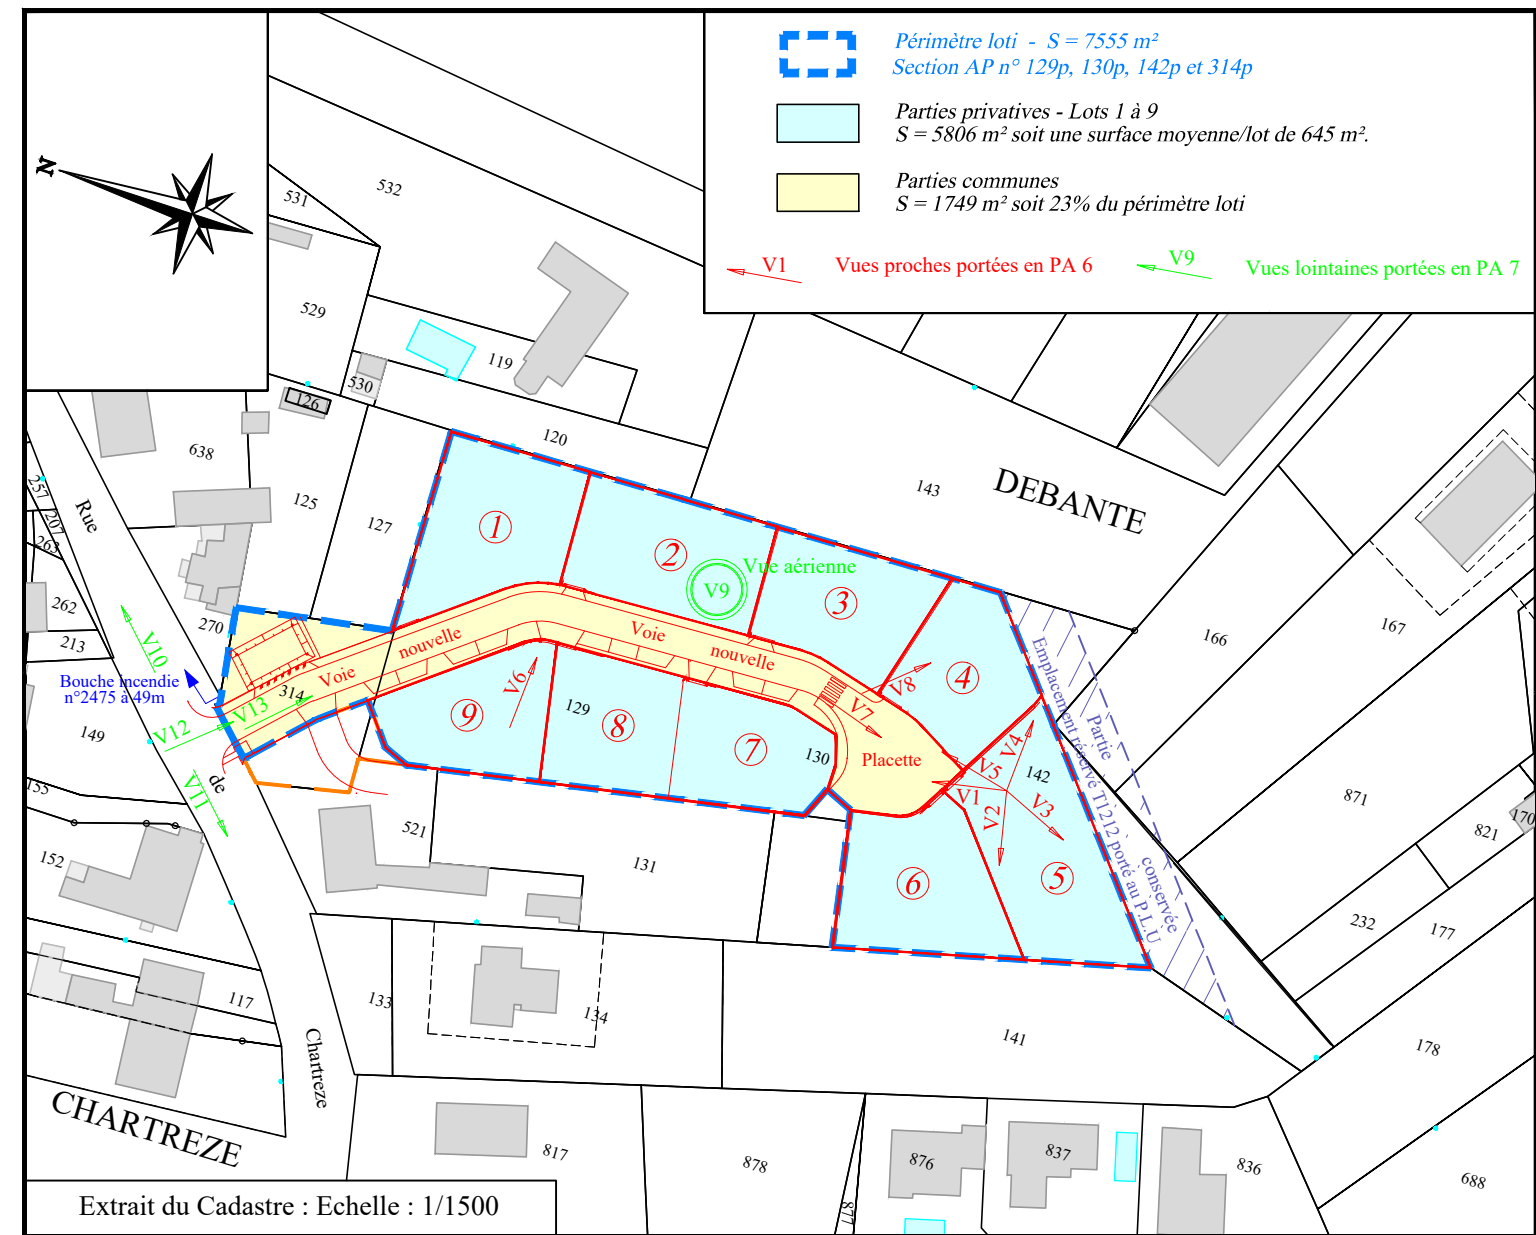 Périmètre loti - S = 7555 m²
Section AP n° 129p, 130p, 142p et 314p
Parties privatives - Lots 1 à 9
S = 5806 m² soit une surface moyenne/lot de 645 m².
Parties communes
S = 1749 m² soit 23% du périmètre loti
V1
Vues proches portées en PA 6
V9
Vues lointaines portées en PA 7
N
531
532
529
119
530
126
120
638
125
127
143
DEBANTE
257
207
263
262
213
270
Rue
de
Chartreze
1
2
3
4
5
6
7
8
9
Vue aérienne
V9
Voie
nouvelle
Voie
nouvelle
314
129
130
142
Placette
V10
V11
V12
V13
V6
V8
V7
V5
V4
V1
V2
V3
Bouche incendie
n°2475 à 49m
Emplacement réservé T1212 porté au P.L.U
Partie
conservée
166
167
871
821
170
232
177
178
688
149
155
152
117
521
131
133
134
141
817
878
877
876
837
836
CHARTREZE
Extrait du Cadastre : Echelle : 1/1500